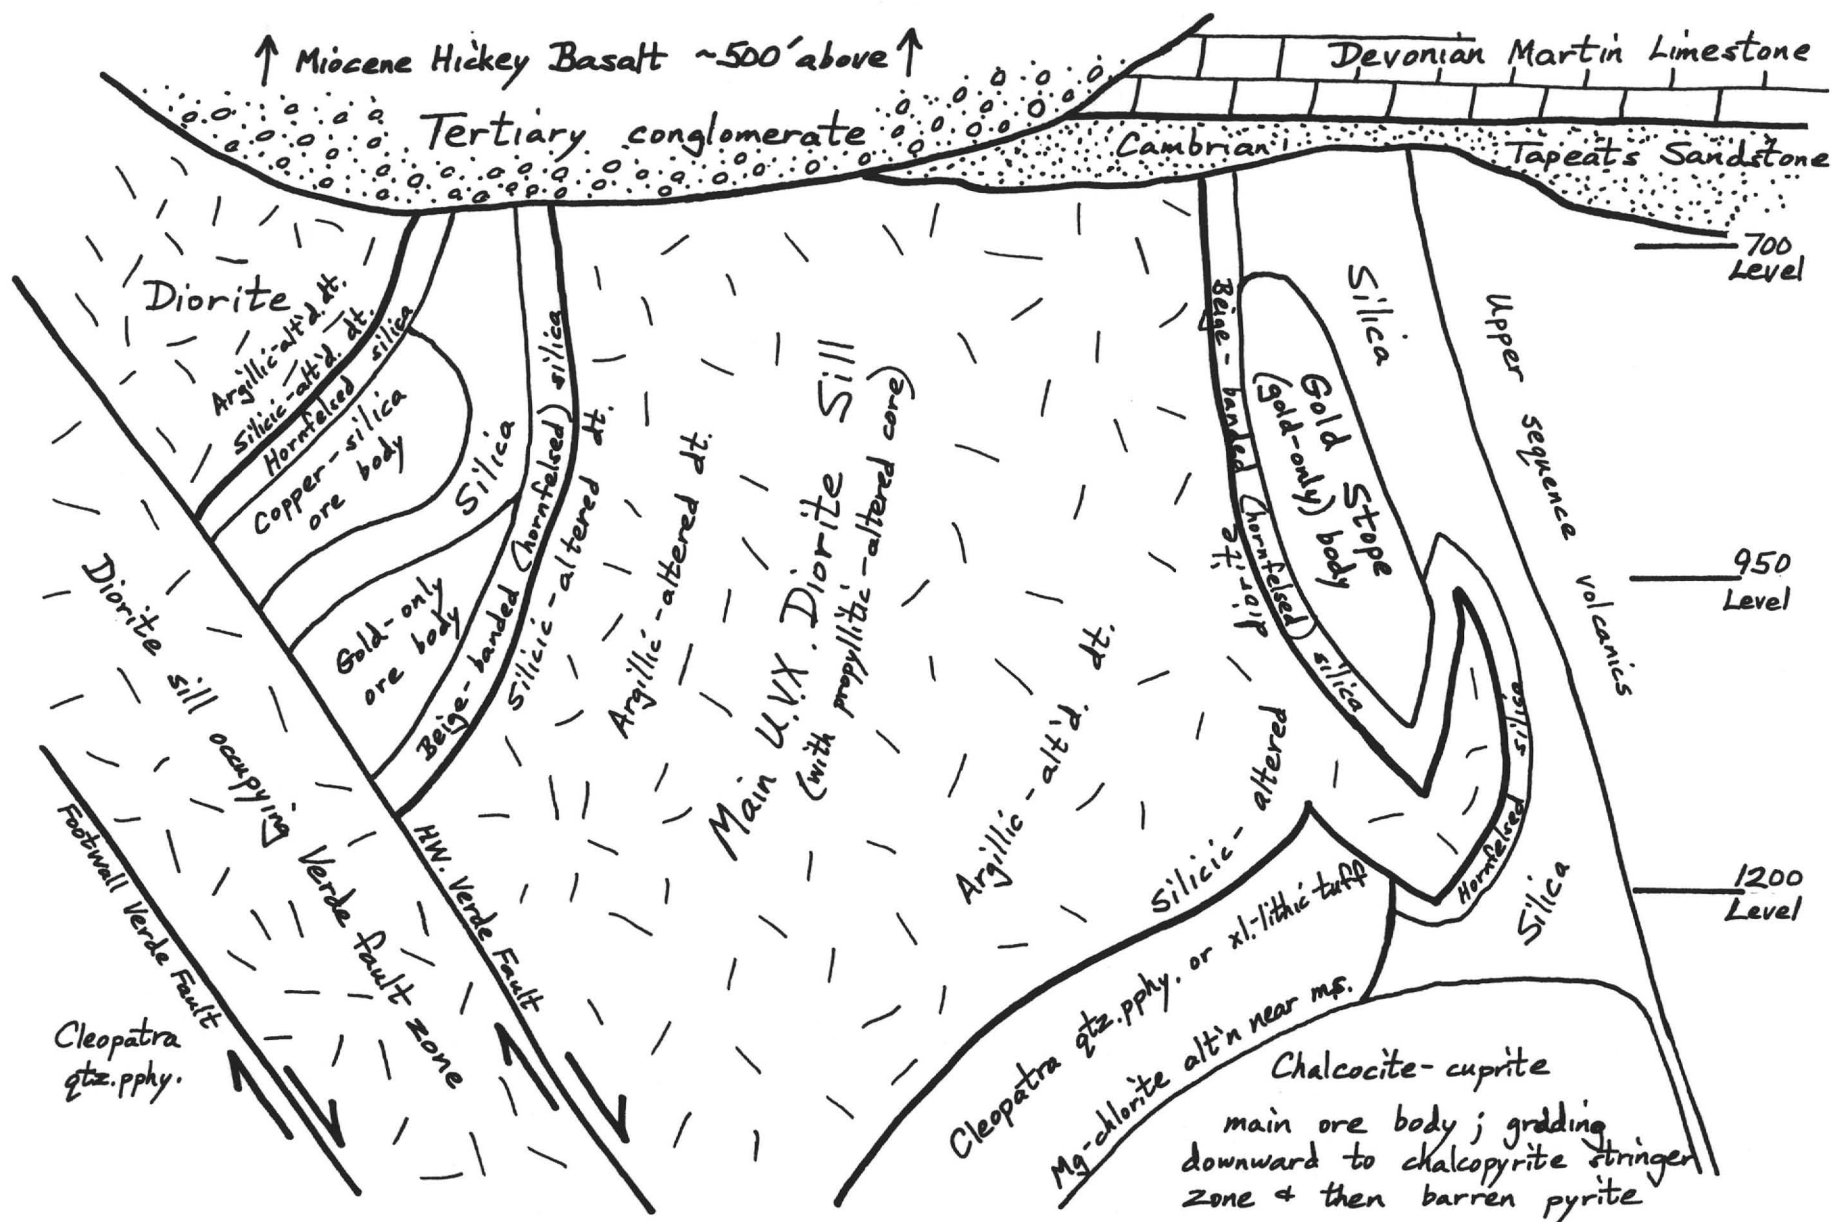 ↑ Miocene Hickey Basalt ~500' above ↑
Devonian Martin Limestone
Tertiary conglomerate
Cambrian
Tapeats Sandstone
700
Level
Diorite
Argillic-alt'd. dt.
Silicic-alt'd. dt.
Hornfelsed silica
Copper-silica
ore body
Silica
Gold-only
ore body
Beige-banded (hornfelsed) silica
Silicic-altered dt.
Argillic-altered dt.
Main U.V.X. Diorite Sill
(with propyllitic-altered core)
Argillic-alt'd. dt.
Silicic-altered
diorite
Beige-banded (hornfelsed) silica
Gold Stope
(gold-only) body
Silica
Upper sequence volcanics
950
Level
Hornfelsed silica
Silica
1200
Level
Diorite sill occupying Verde fault zone
Footwall Verde Fault
HW. Verde Fault
Cleopatra
qtz.pphy.
Cleopatra qtz.pphy. or xl.-lithic tuff
Mg-chlorite alt'n near m.s.
Chalcocite-cuprite
main ore body; grading
downward to chalcopyrite stringer
zone & then barren pyrite